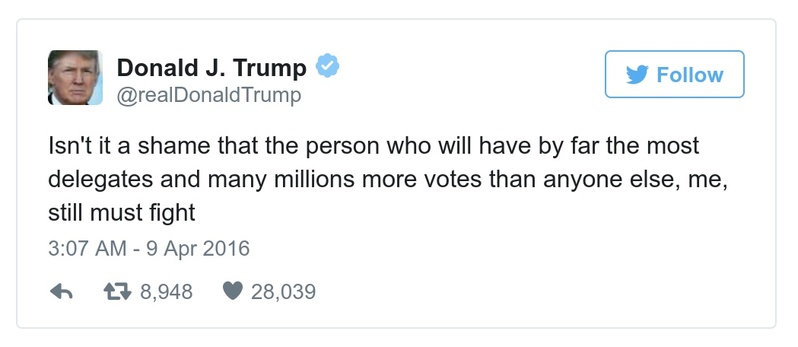 Donald J. Trump
@realDonaldTrump
Follow
Isn't it a shame that the person who will have by far the most
delegates and many millions more votes than anyone else, me,
still must fight
3:07 AM - 9 Apr 2016
8,948 28,039